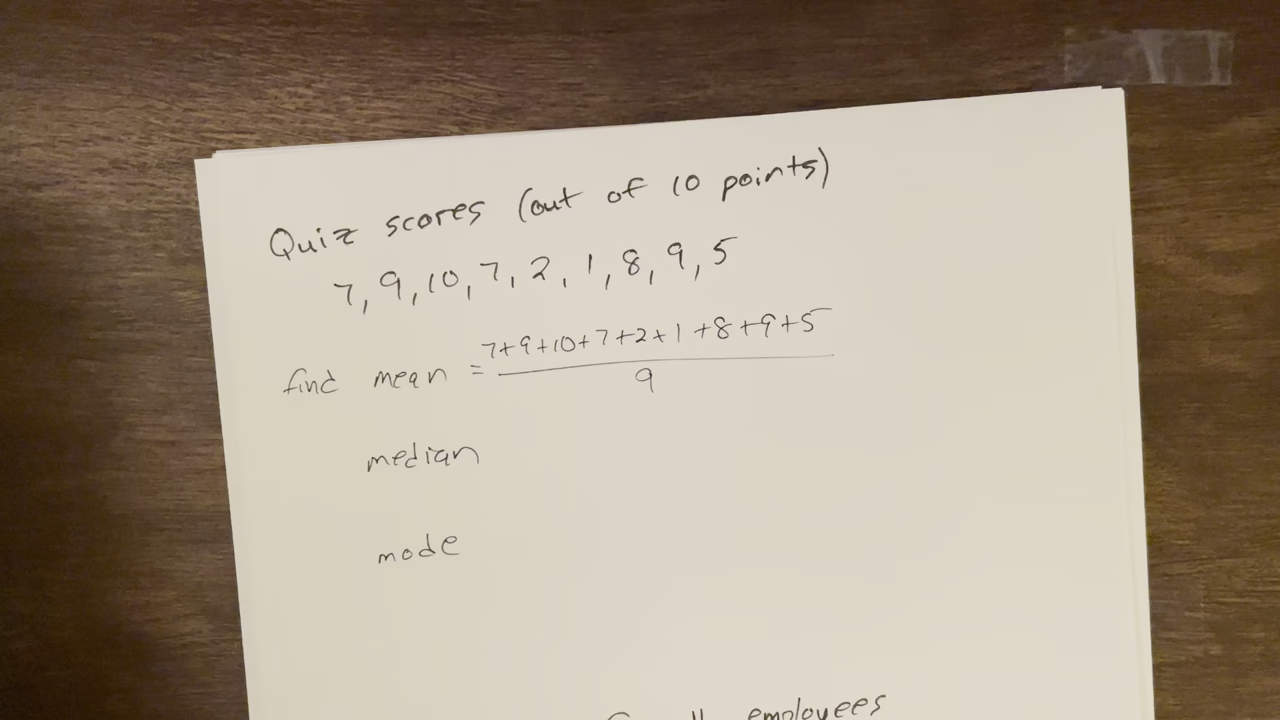 Quiz scores (out of 10 points)
7, 9, 10, 7, 2, 1, 8, 9, 5
find mean = 7+9+10+7+2+1+8+9+5
9
median
mode
employees